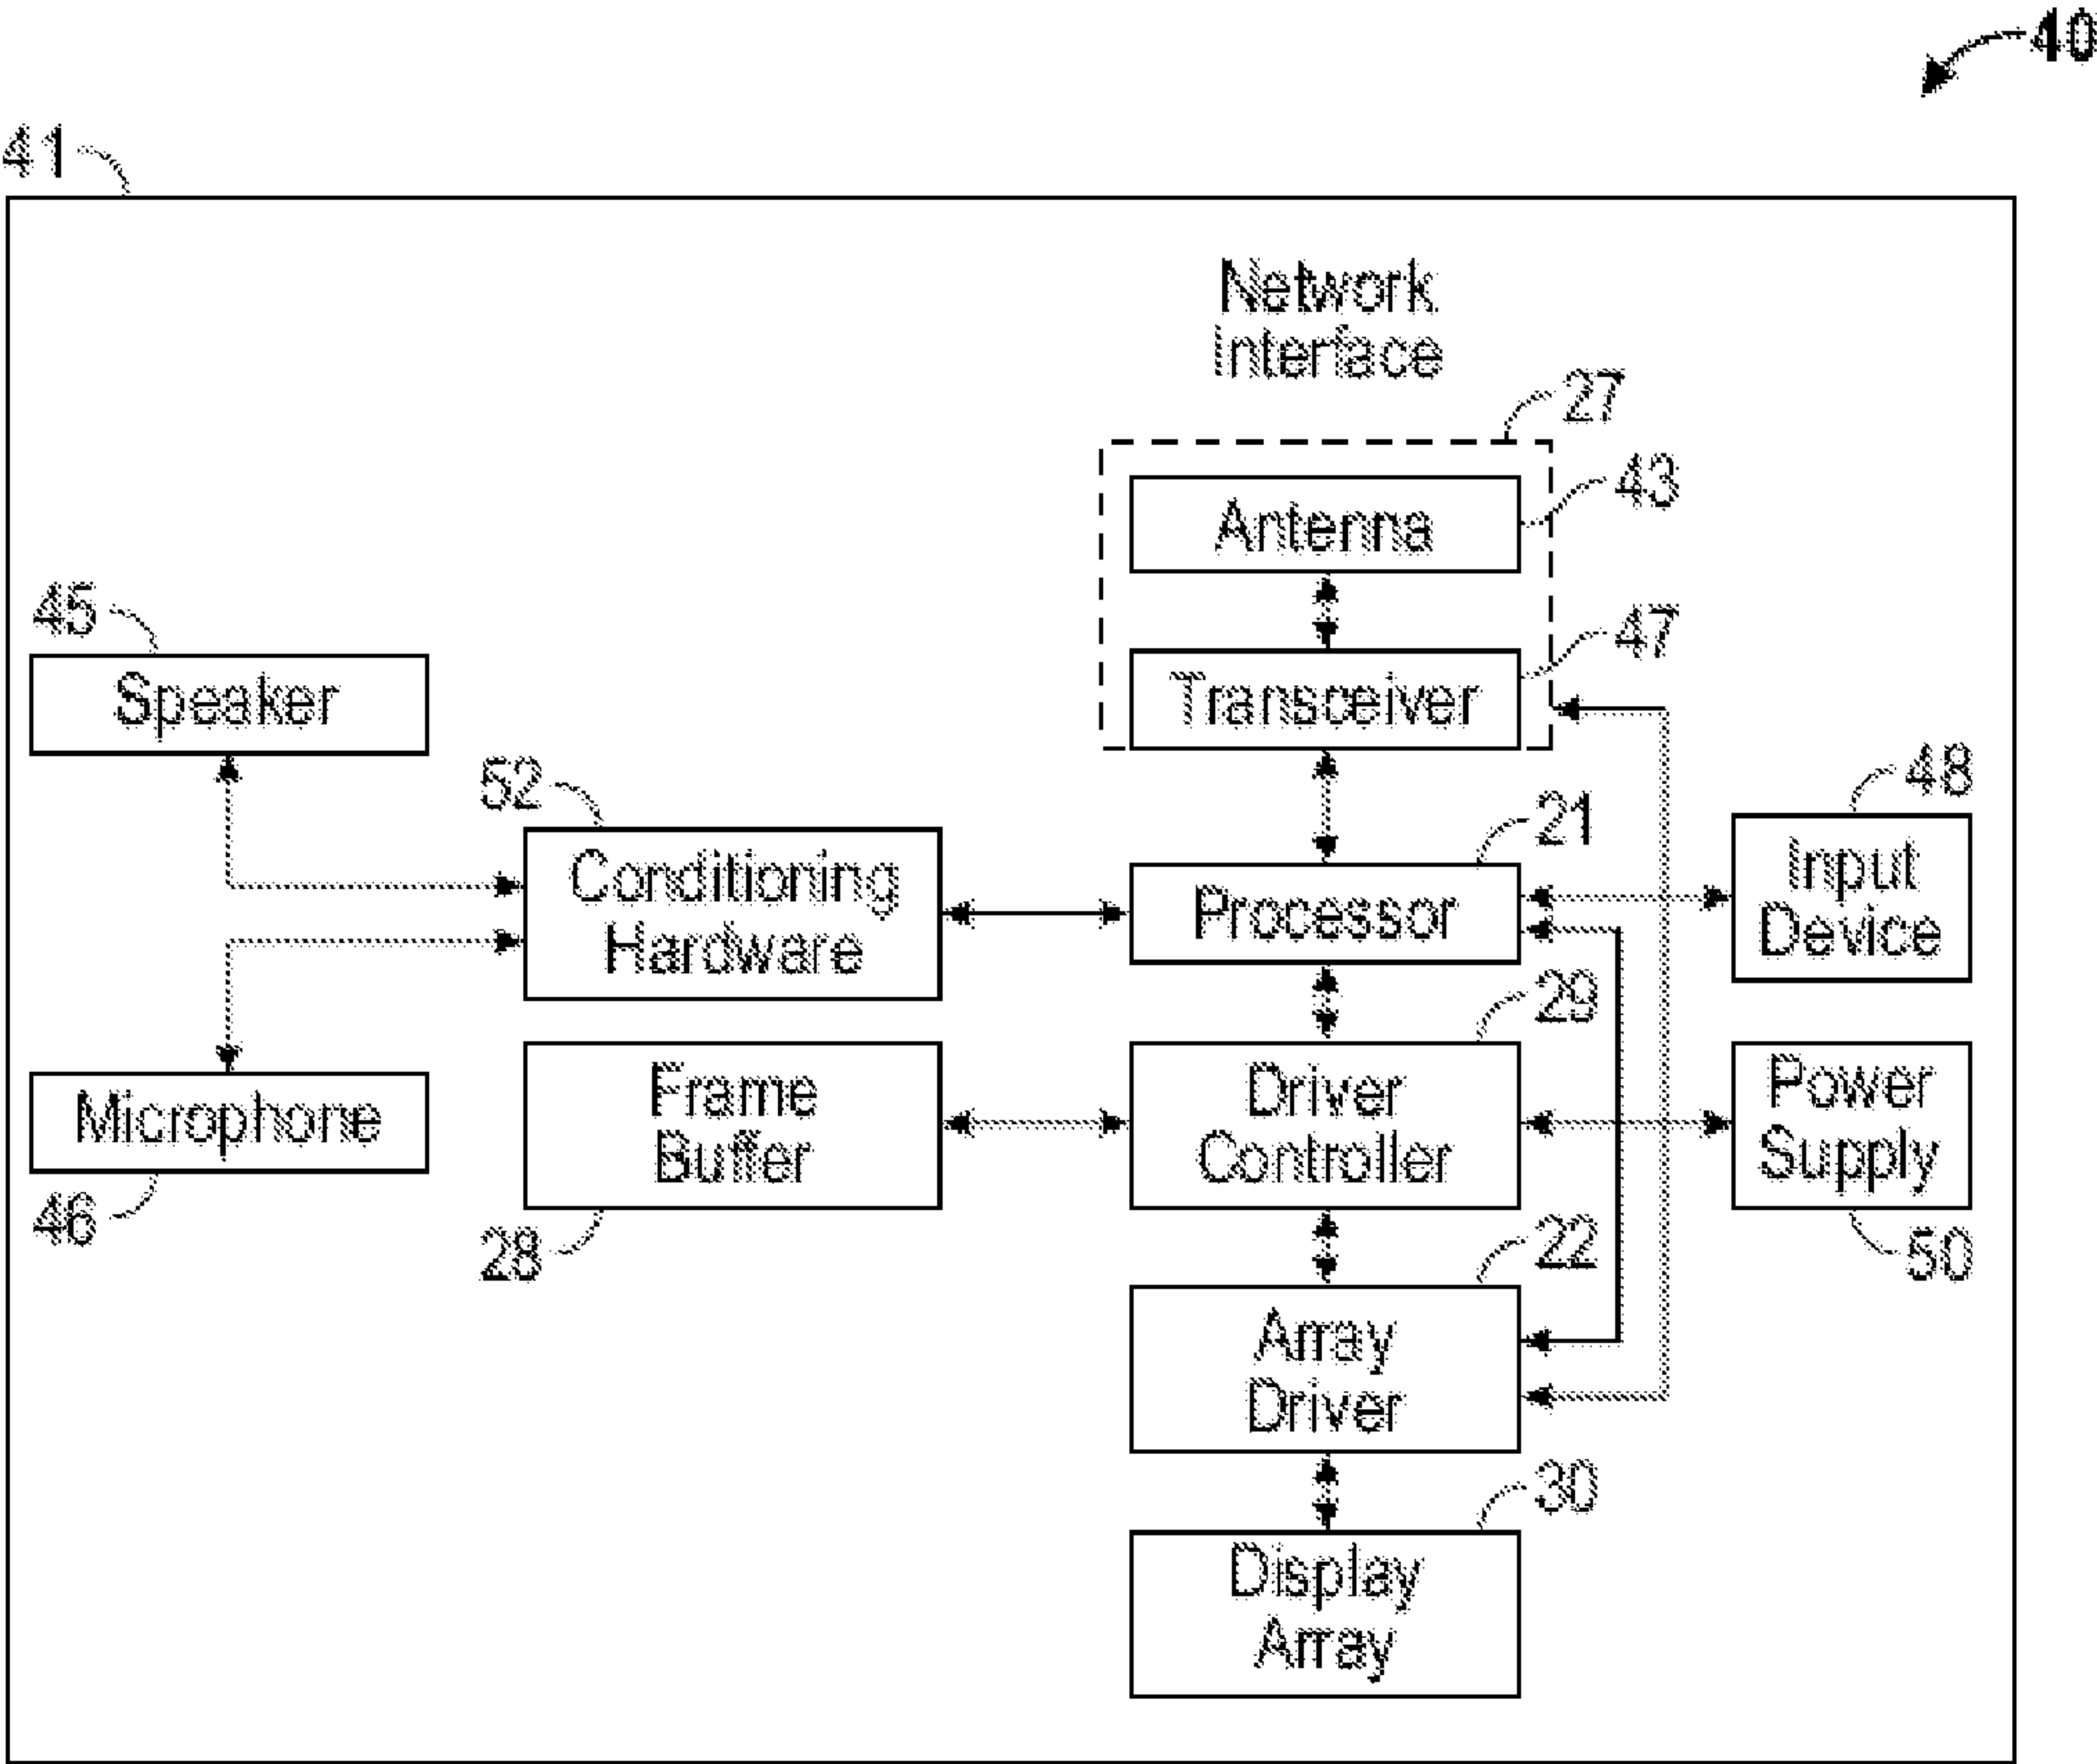 40
41
Network
Interface
27
Antenna
43
45
Speaker
Transceiver
47
52
Conditioning
Hardware
21
Processor
48
Input
Device
Microphone
46
Frame
Buffer
28
29
Driver
Controller
Power
Supply
50
22
Array
Driver
30
Display
Array